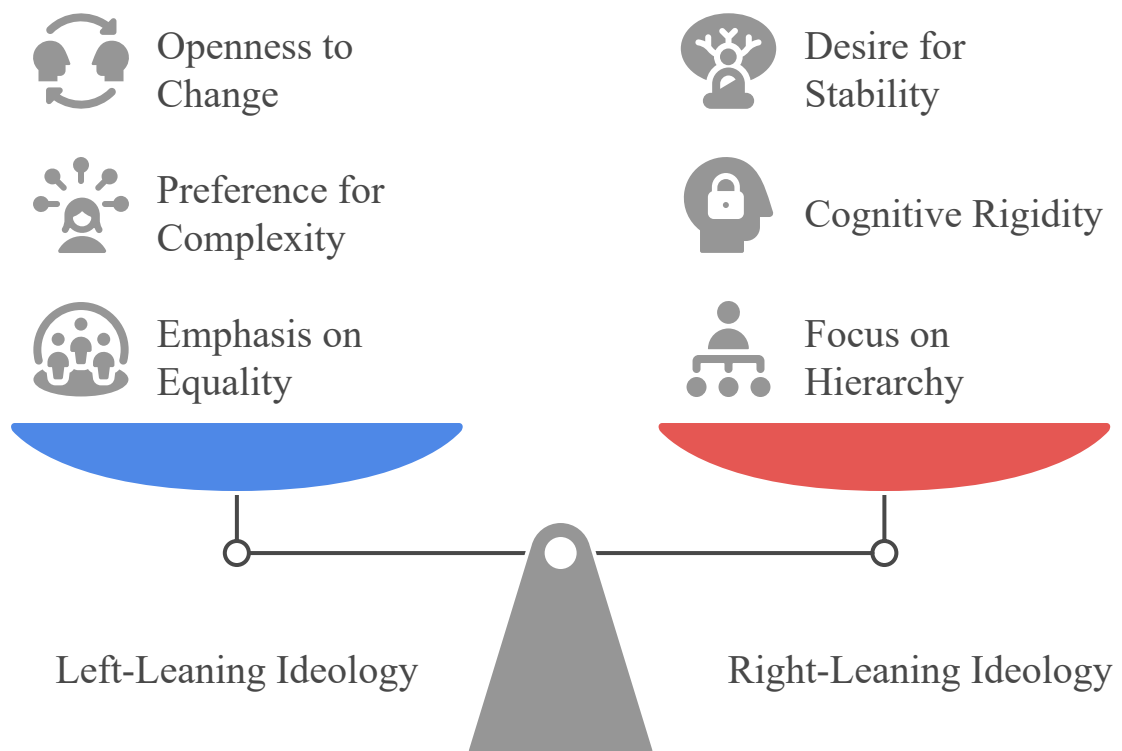 Openness to
Change
Preference for
Complexity
Emphasis on
Equality
Desire for
Stability
Cognitive Rigidity
Focus on
Hierarchy
Left-Leaning Ideology
Right-Leaning Ideology